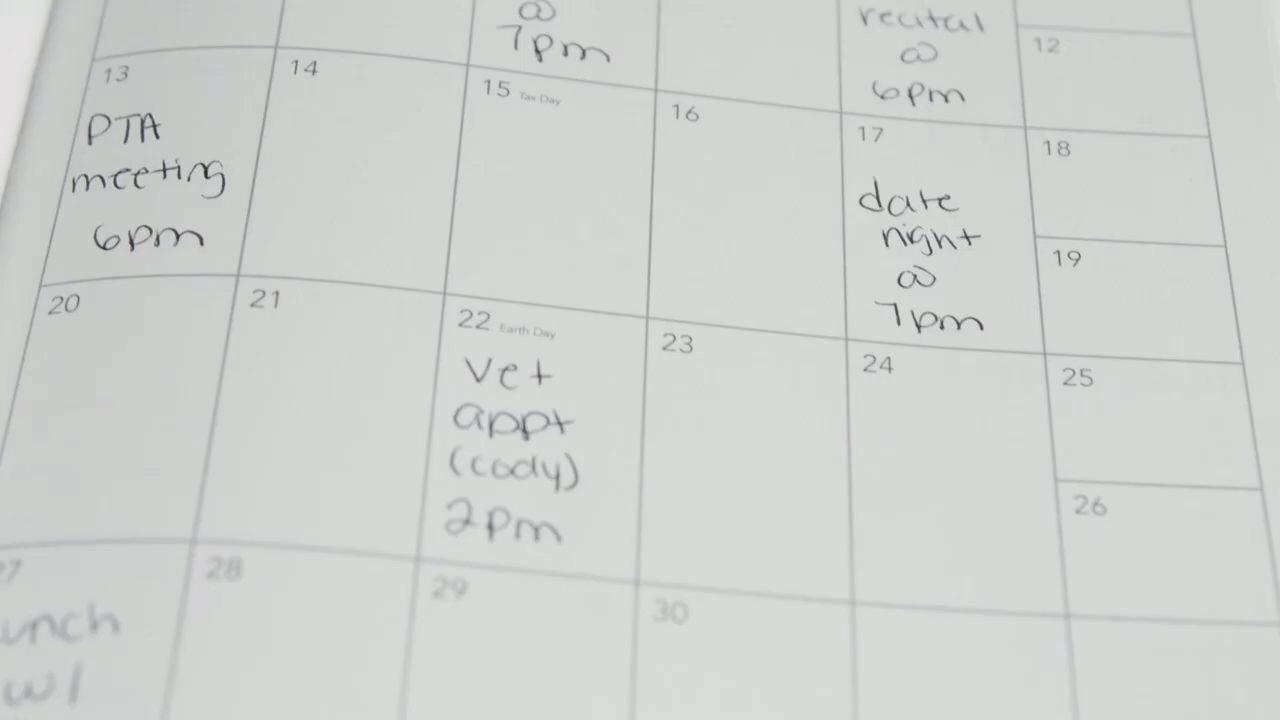 @
7pm
recital
@
6pm
12
13
PTA
meeting
6pm
14
15 Tax Day
16
17
date
night
@
7pm
18
19
20
21
22 Earth Day
vet
appt
(cody)
2pm
23
24
25
26
28
29
30
w/